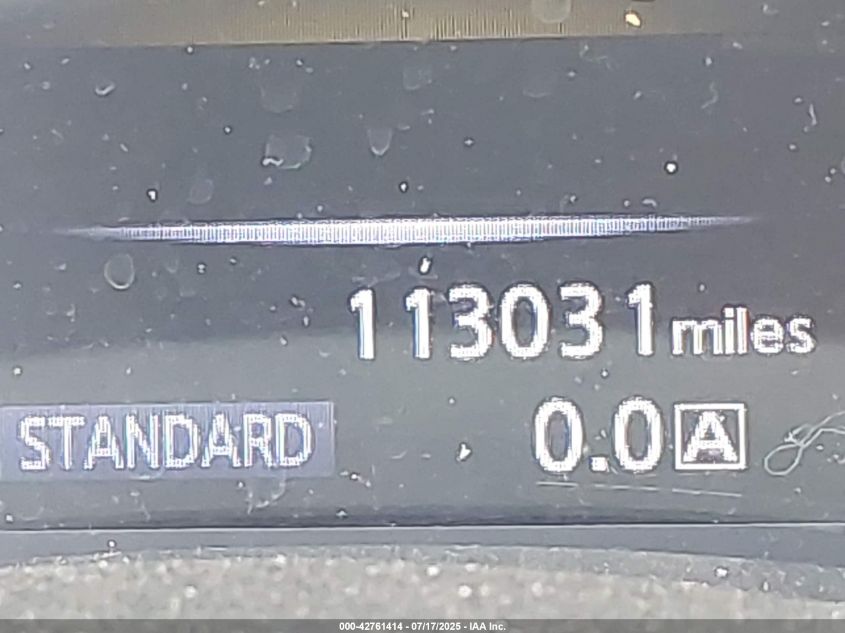 113031 miles
STANDARD 0.0 A
000-42761414 - 07/17/2025 - IAA Inc.